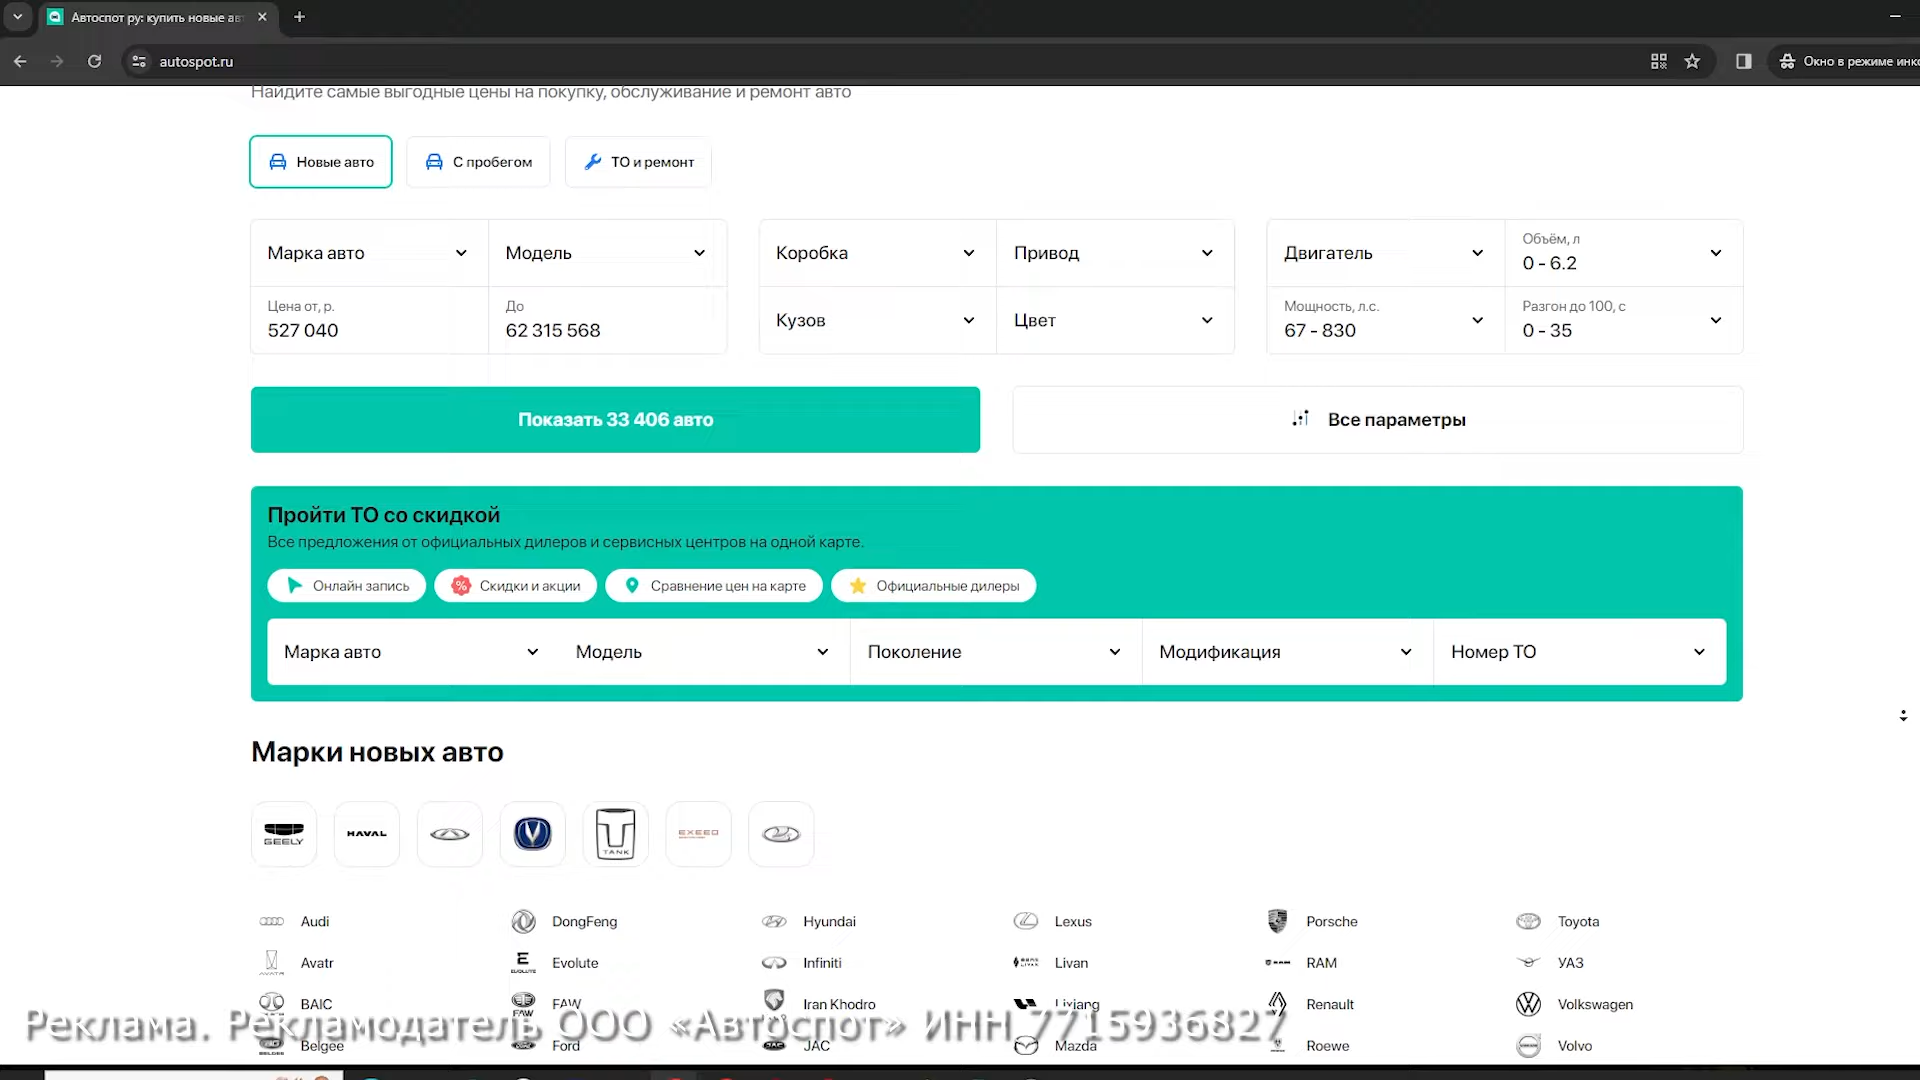 Автоспот ру: купить новые ав
autospot.ru
Окно в режиме инко
Найдите самые выгодные цены на покупку, обслуживание и ремонт авто
Новые авто
С пробегом
ТО и ремонт
Марка авто
Модель
Коробка
Привод
Двигатель
Объём, л
0 - 6.2
Цена от, р.
527 040
До
62 315 568
Кузов
Цвет
Мощность, л.с.
67 - 830
Разгон до 100, с
0 - 35
Показать 33 406 авто
Все параметры
Пройти ТО со скидкой
Все предложения от официальных дилеров и сервисных центров на одной карте.
Онлайн запись
Скидки и акции
Сравнение цен на карте
Официальные дилеры
Марка авто
Модель
Поколение
Модификация
Номер ТО
Марки новых авто
GEELY
HAVAL
TANK
EXEED
Audi
DongFeng
Hyundai
Lexus
Porsche
Toyota
Avatr
Evolute
Infiniti
Livan
RAM
УАЗ
BAIC
FAW
Iran Khodro
Lixiang
Renault
Volkswagen
Реклама. Рекламодатель ООО «Автоспот» ИНН 7715936827
Belgee
Ford
JAC
Mazda
Roewe
Volvo